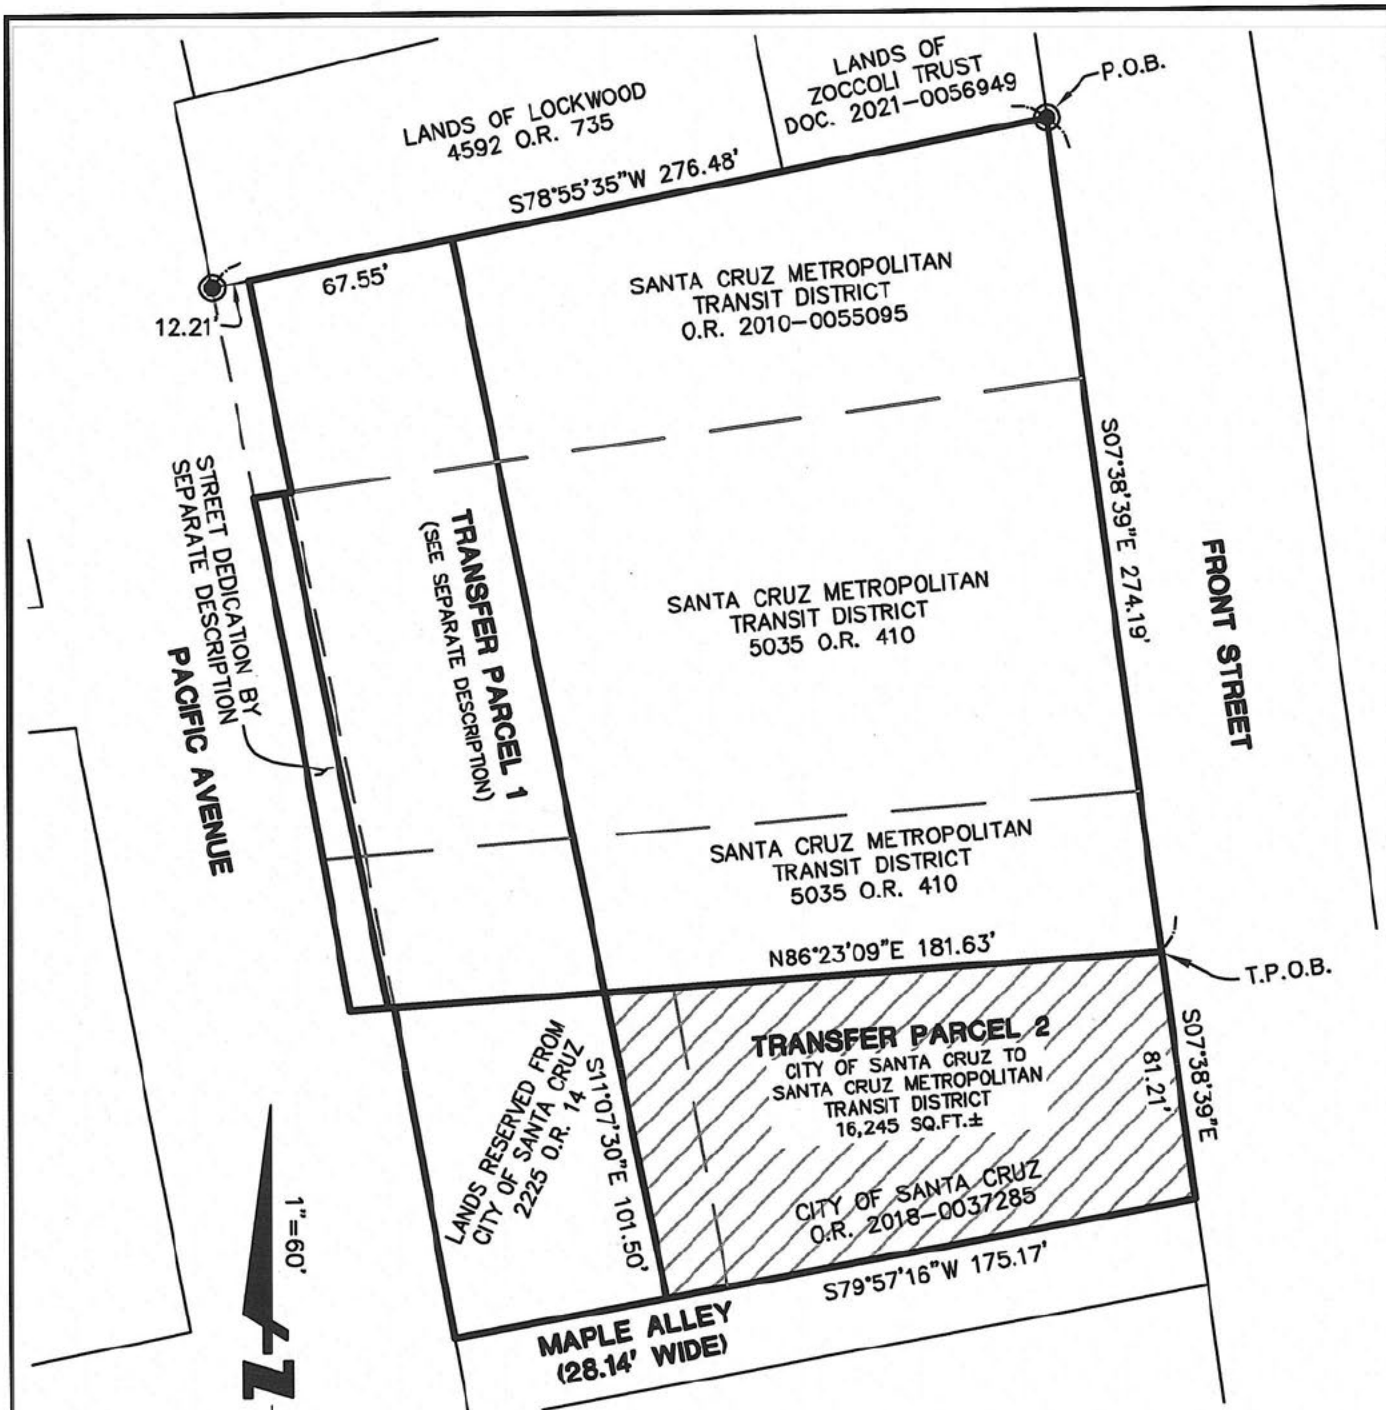 LANDS OF LOCKWOOD
4592 O.R. 735
LANDS OF
ZOCCOLI TRUST
DOC. 2021-0056949
P.O.B.
S78°55'35"W 276.48'
67.55'
12.21'
SANTA CRUZ METROPOLITAN
TRANSIT DISTRICT
O.R. 2010-0055095
STREET DEDICATION BY
SEPARATE DESCRIPTION
PACIFIC AVENUE
TRANSFER PARCEL 1
(SEE SEPARATE DESCRIPTION)
S07°38'39"E 274.19'
FRONT STREET
SANTA CRUZ METROPOLITAN
TRANSIT DISTRICT
5035 O.R. 410
SANTA CRUZ METROPOLITAN
TRANSIT DISTRICT
5035 O.R. 410
N86°23'09"E 181.63'
T.P.O.B.
LANDS RESERVED FROM
CITY OF SANTA CRUZ
2225 O.R. 14
S11°07'30"E 101.50'
TRANSFER PARCEL 2
CITY OF SANTA CRUZ TO
SANTA CRUZ METROPOLITAN
TRANSIT DISTRICT
16,245 SQ.FT.±
S07°38'39"E
81.21'
CITY OF SANTA CRUZ
O.R. 2018-0037285
S79°57'16"W 175.17'
MAPLE ALLEY
(28.14' WIDE)
1"=60'
N